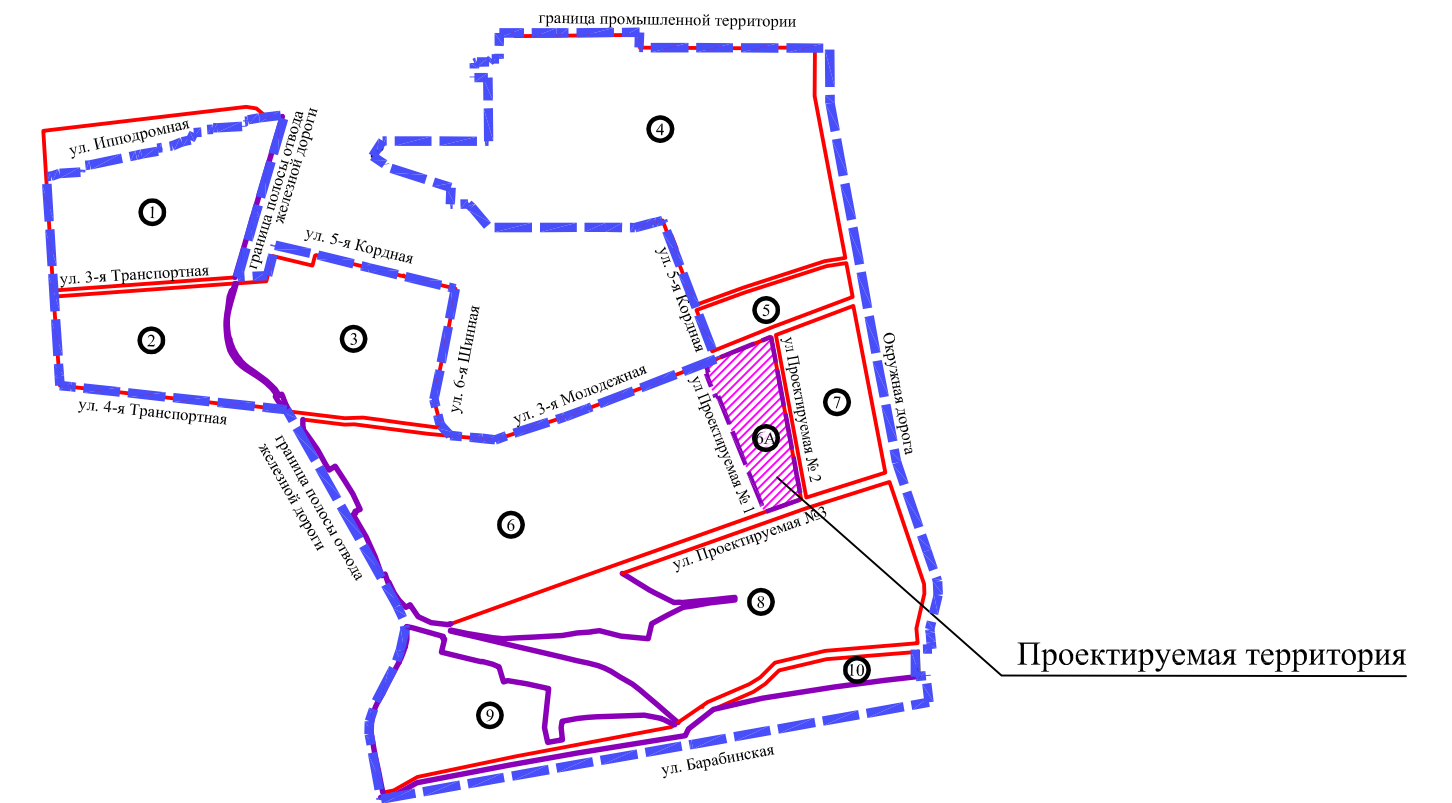 граница промышленной территории
4
ул. Ипподромная
граница полосы отвода
железной дороги
1
ул. 3-я Транспортная
ул. 5-я Кордная
ул. 5-я Кордная
5
2
3
ул. 6-я Шинная
ул. 3-я Молодежная
ул. 4-я Транспортная
Окружная дорога
ул Проектируемая № 1
ул Проектируемая № 2
7
6А
граница полосы отвода
железной дороги
6
ул. Проектируемая №3
8
Проектируемая территория
10
9
ул. Барабинская